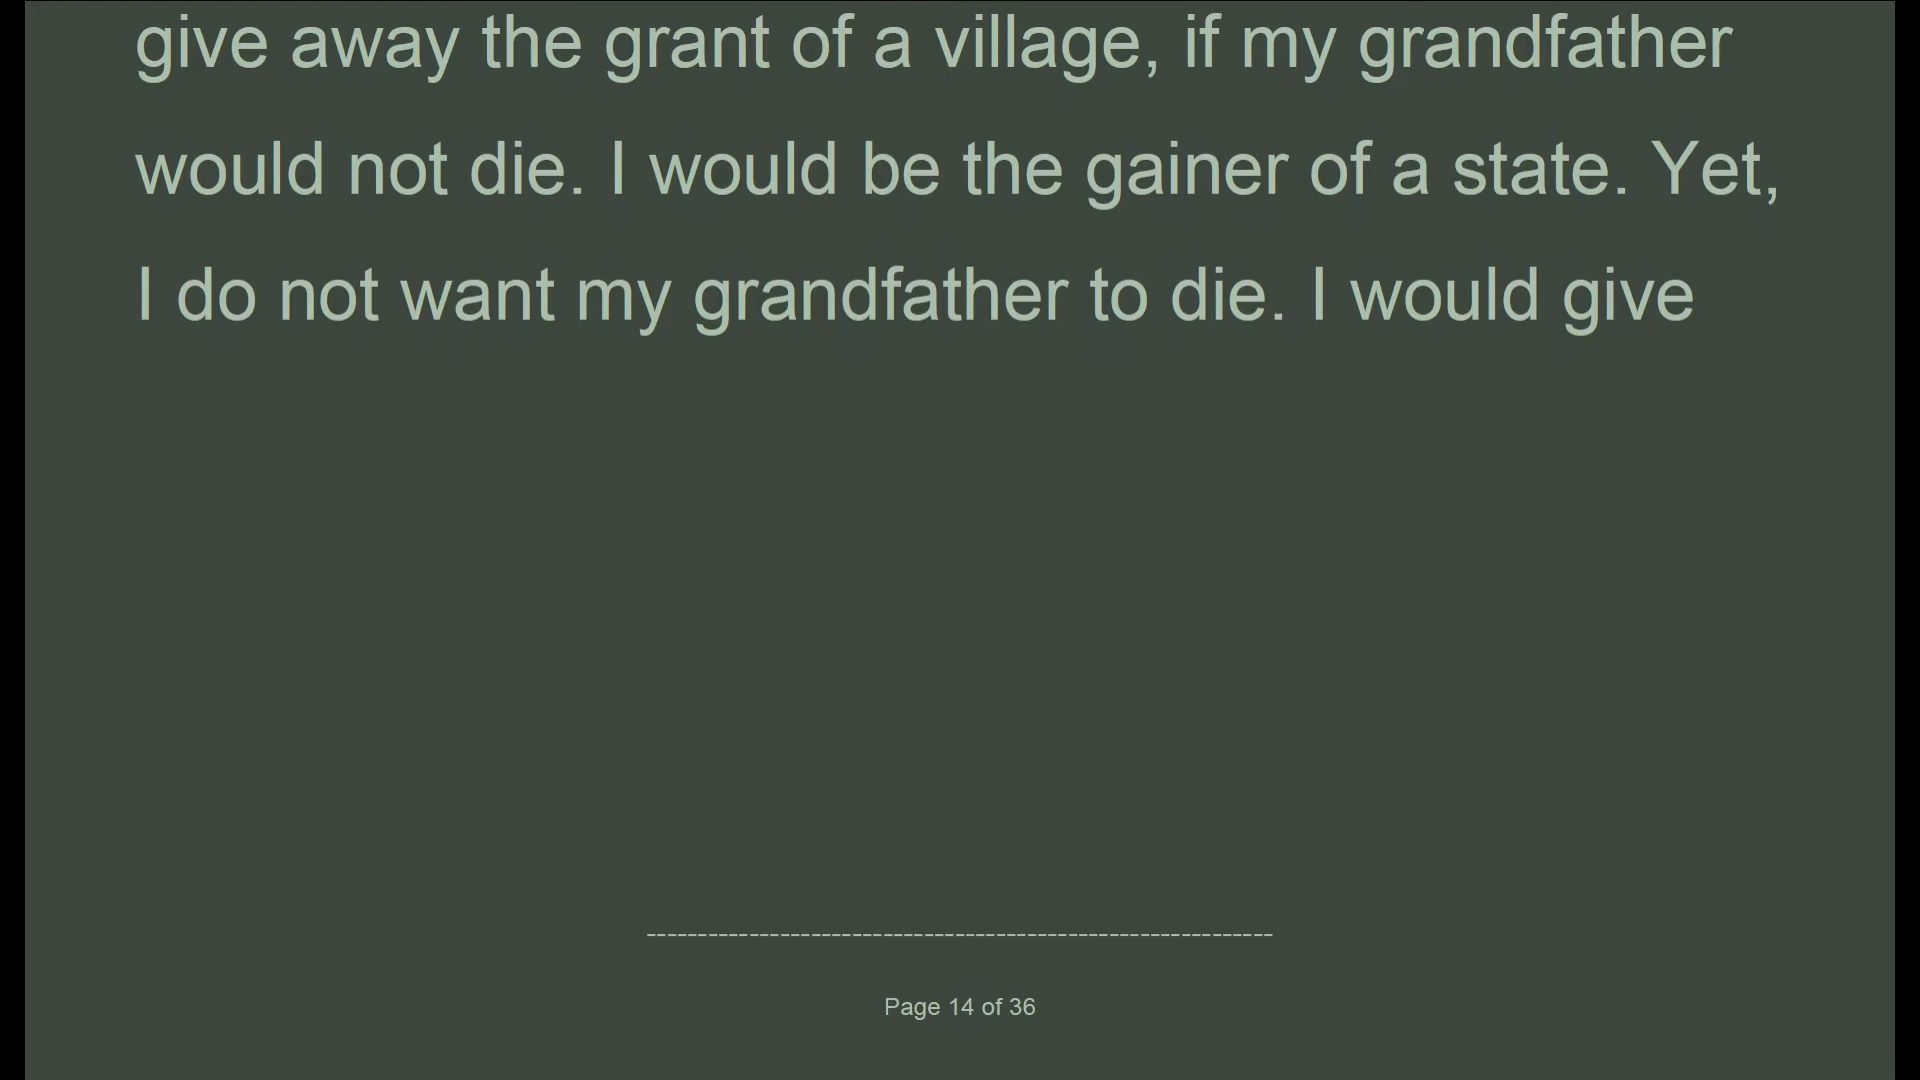 give away the grant of a village, if my grandfather
would not die. I would be the gainer of a state. Yet,
I do not want my grandfather to die. I would give
-------------------------------------------------------------
Page 14 of 36